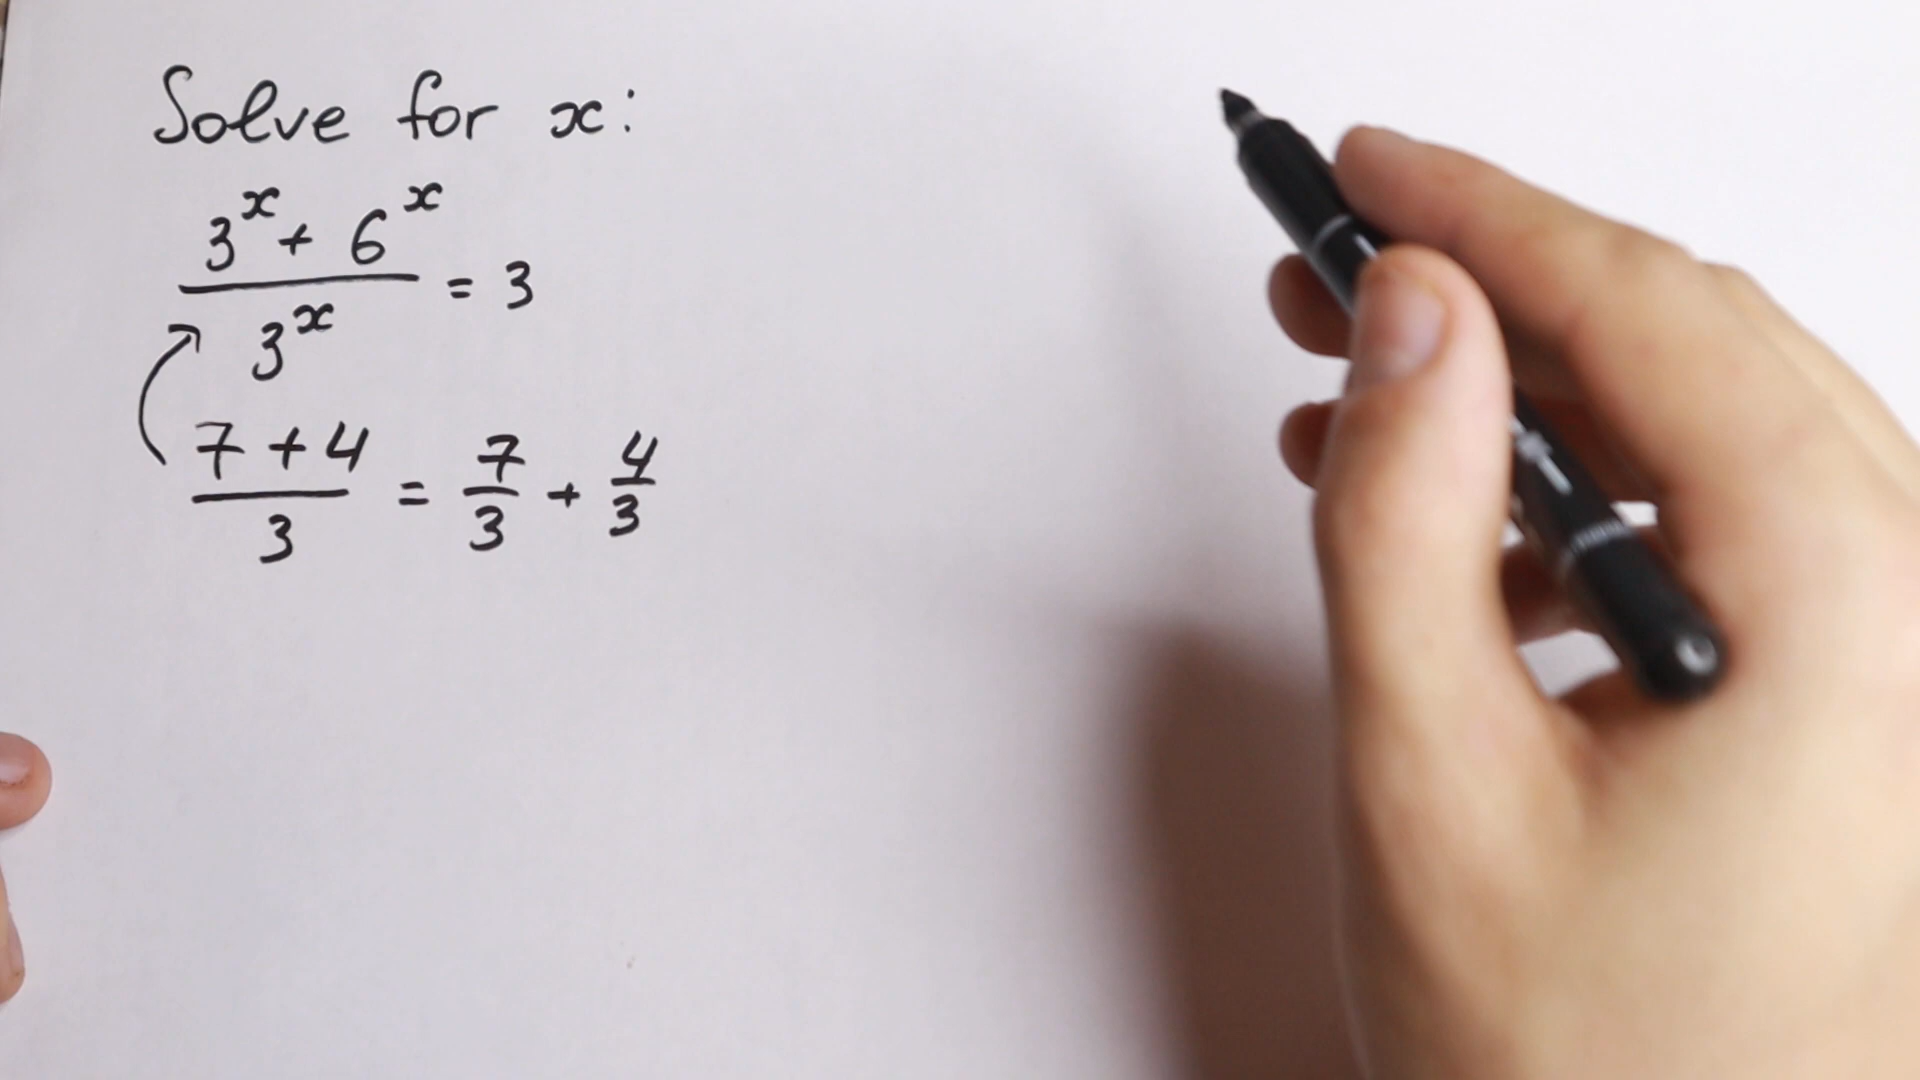 Solve for x:
(3^x + 6^x)/3^x = 3
(7 + 4)/3 = 7/3 + 4/3